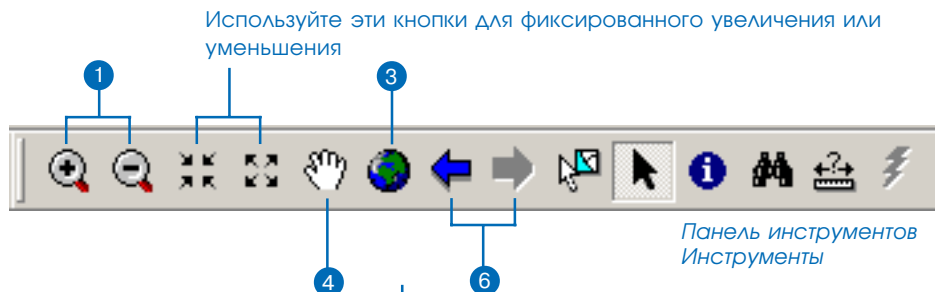 Используйте эти кнопки для фиксированного увеличения или
уменьшения
1
3
Панель инструментов
Инструменты
4
6